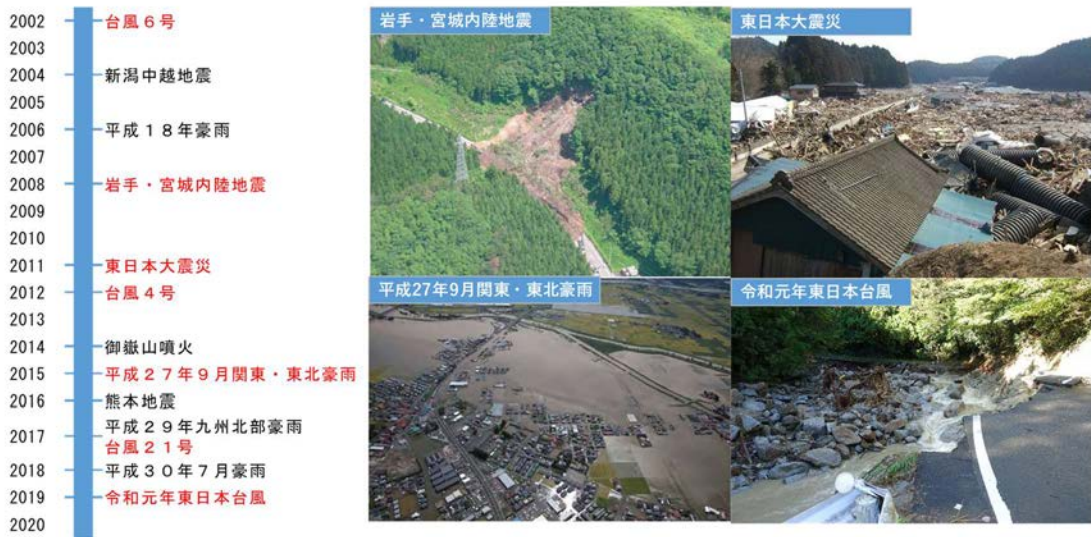 2002 台風６号
2003
2004 新潟中越地震
2005
2006 平成１８年豪雨
2007
2008 岩手・宮城内陸地震
2009
2010
2011 東日本大震災
2012 台風４号
2013
2014 御嶽山噴火
2015 平成２７年９月関東・東北豪雨
2016 熊本地震
2017 平成２９年九州北部豪雨
台風２１号
2018 平成３０年７月豪雨
2019 令和元年東日本台風
2020
岩手・宮城内陸地震
東日本大震災
平成27年9月関東・東北豪雨
令和元年東日本台風